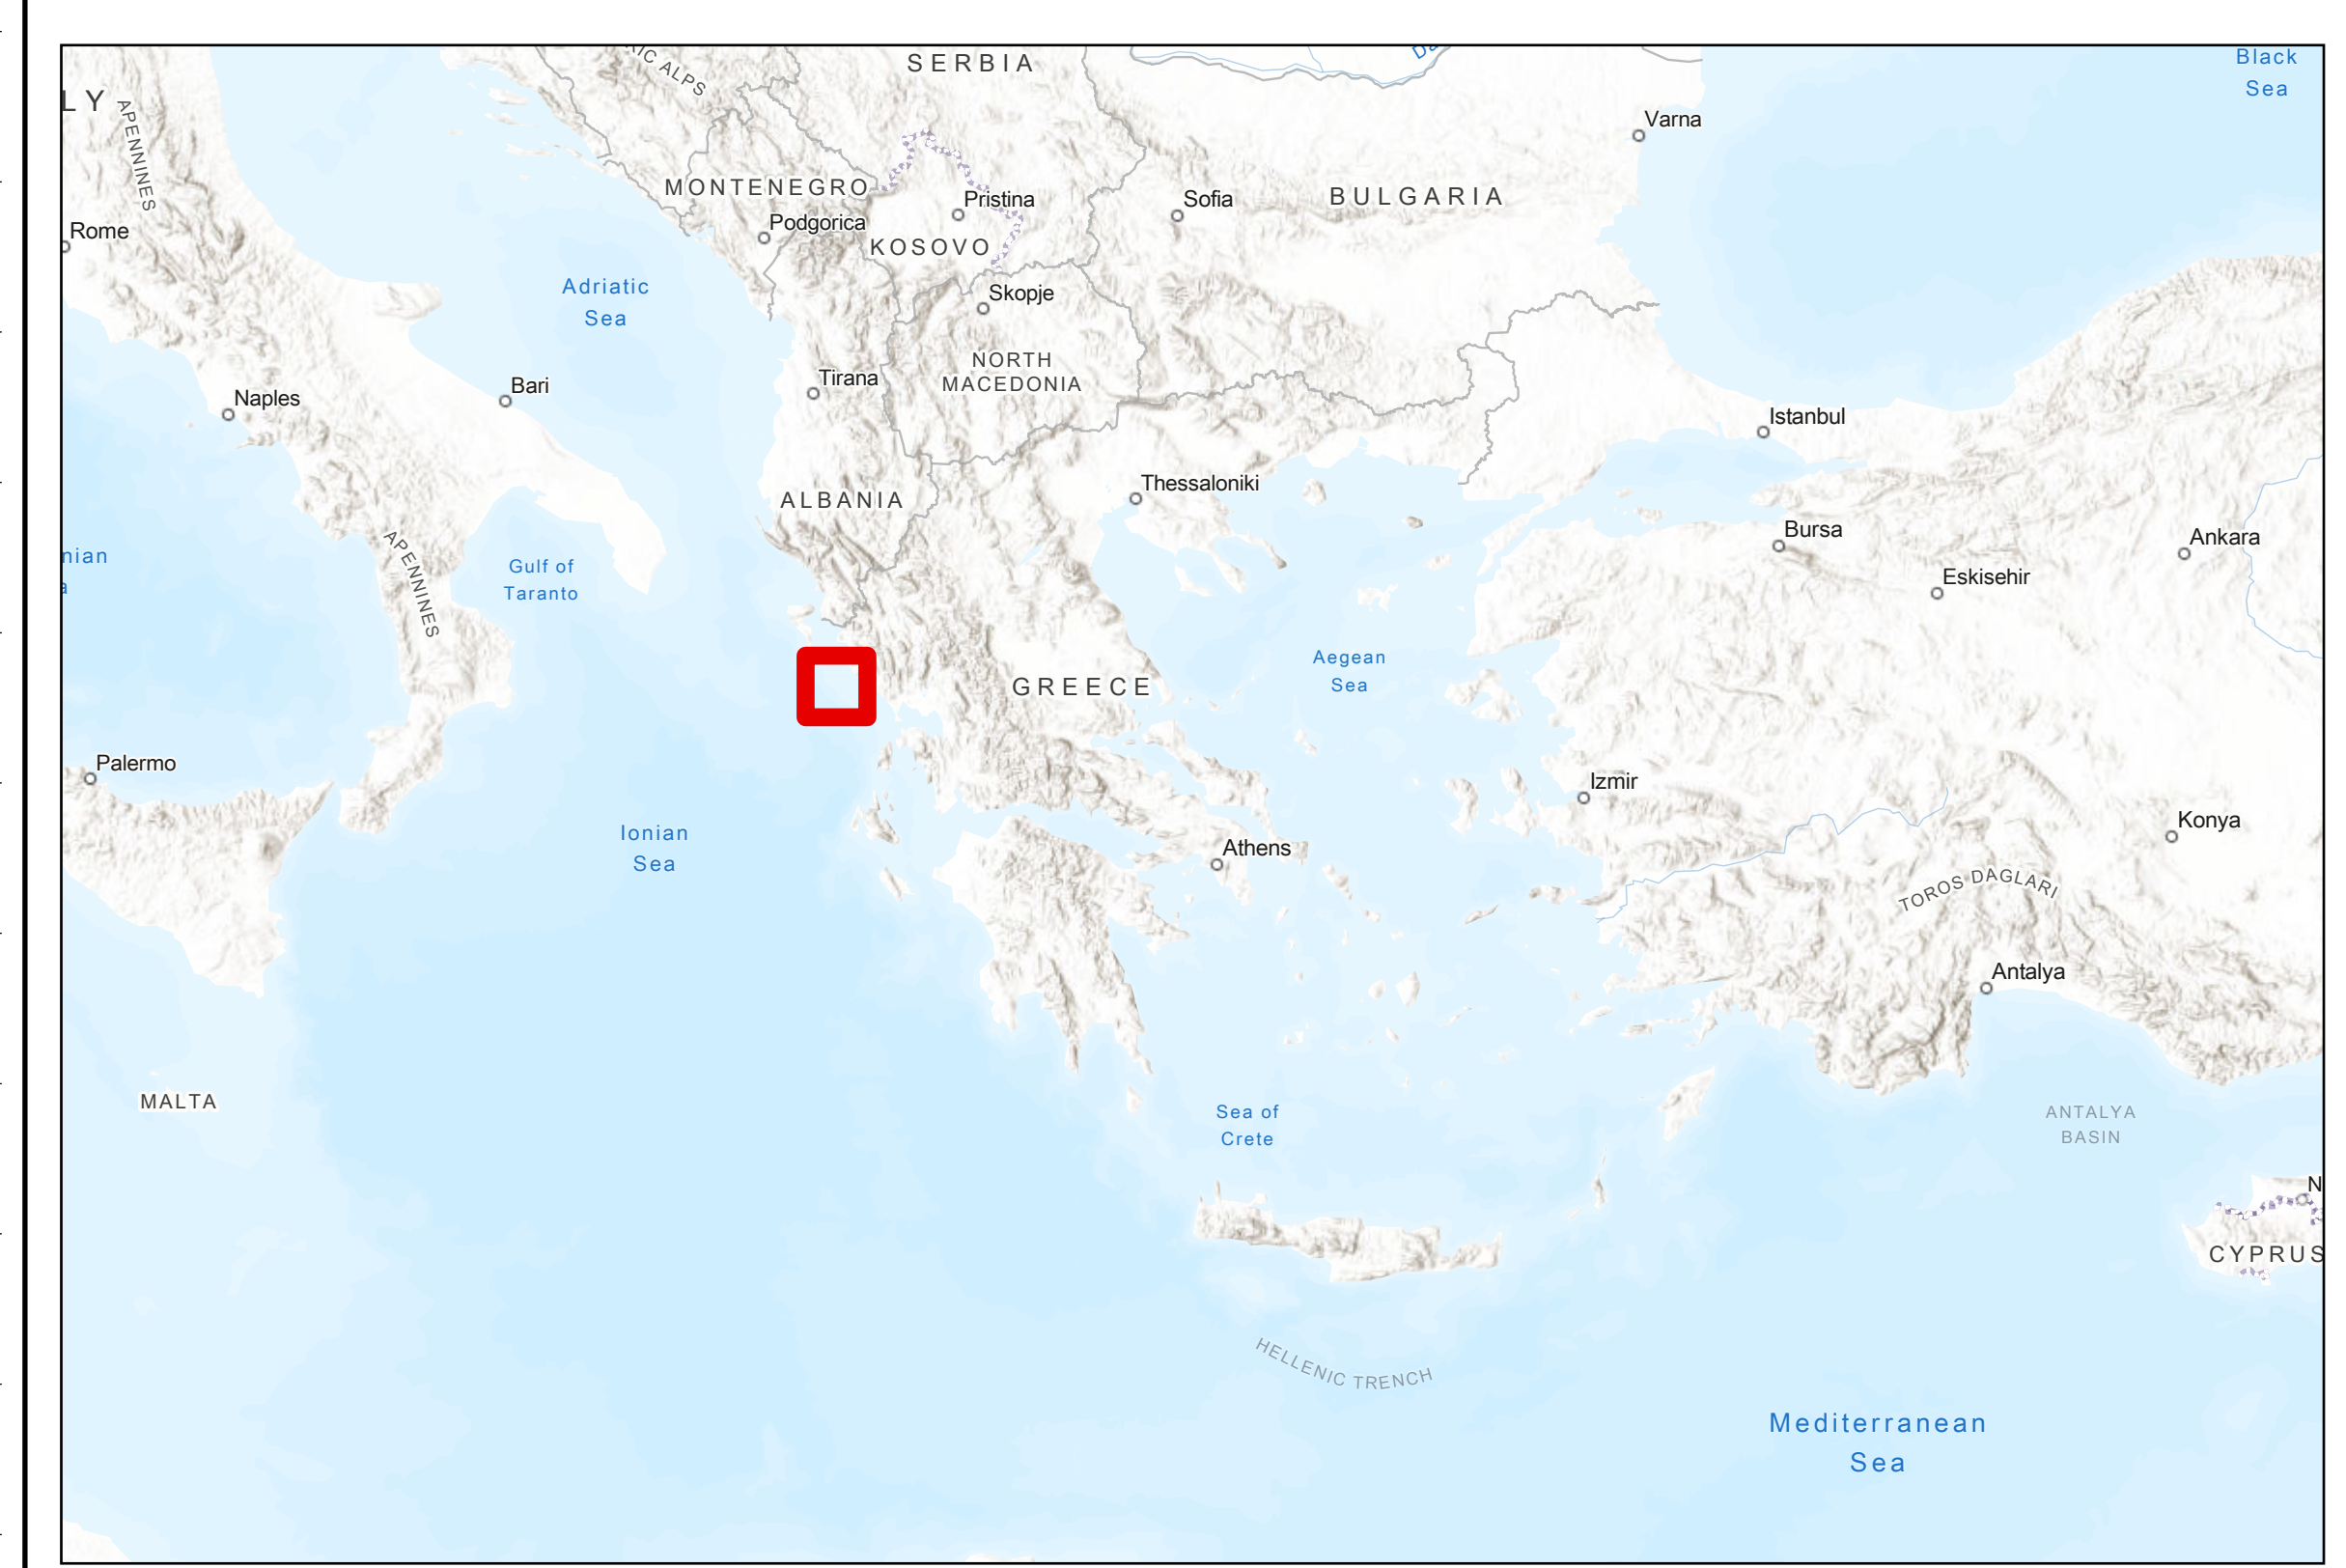 SERBIA
Black
Sea
APENNINES
Varna
MONTENEGRO
Pristina
Sofia
BULGARIA
Rome
Podgorica
KOSOVO
Adriatic
Sea
Skopje
NORTH
MACEDONIA
Tirana
Bari
Naples
Istanbul
Thessaloniki
ALBANIA
Bursa
Ankara
APENNINES
Gulf of
Taranto
Eskisehir
Aegean
Sea
GREECE
Palermo
Izmir
Ionian
Sea
Konya
Athens
TOROS DAGLARI
Antalya
MALTA
Sea of
Crete
ANTALYA
BASIN
CYPRUS
HELLENIC TRENCH
Mediterranean
Sea